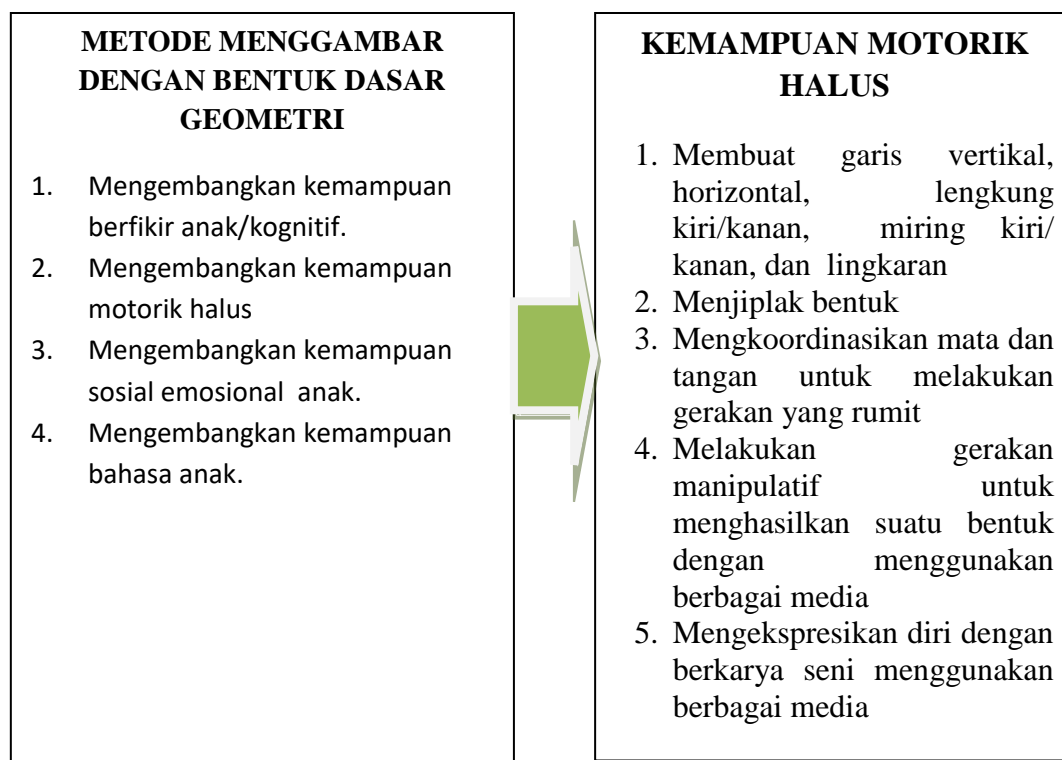 METODE MENGGAMBAR
DENGAN BENTUK DASAR
GEOMETRI
1. Mengembangkan kemampuan
berfikir anak/kognitif.
2. Mengembangkan kemampuan
motorik halus
3. Mengembangkan kemampuan
sosial emosional anak.
4. Mengembangkan kemampuan
bahasa anak.
KEMAMPUAN MOTORIK
HALUS
1. Membuat garis vertikal,
horizontal, lengkung
kiri/kanan, miring kiri/
kanan, dan lingkaran
2. Menjiplak bentuk
3. Mengkoordinasikan mata dan
tangan untuk melakukan
gerakan yang rumit
4. Melakukan gerakan
manipulatif untuk
menghasilkan suatu bentuk
dengan menggunakan
berbagai media
5. Mengekspresikan diri dengan
berkarya seni menggunakan
berbagai media